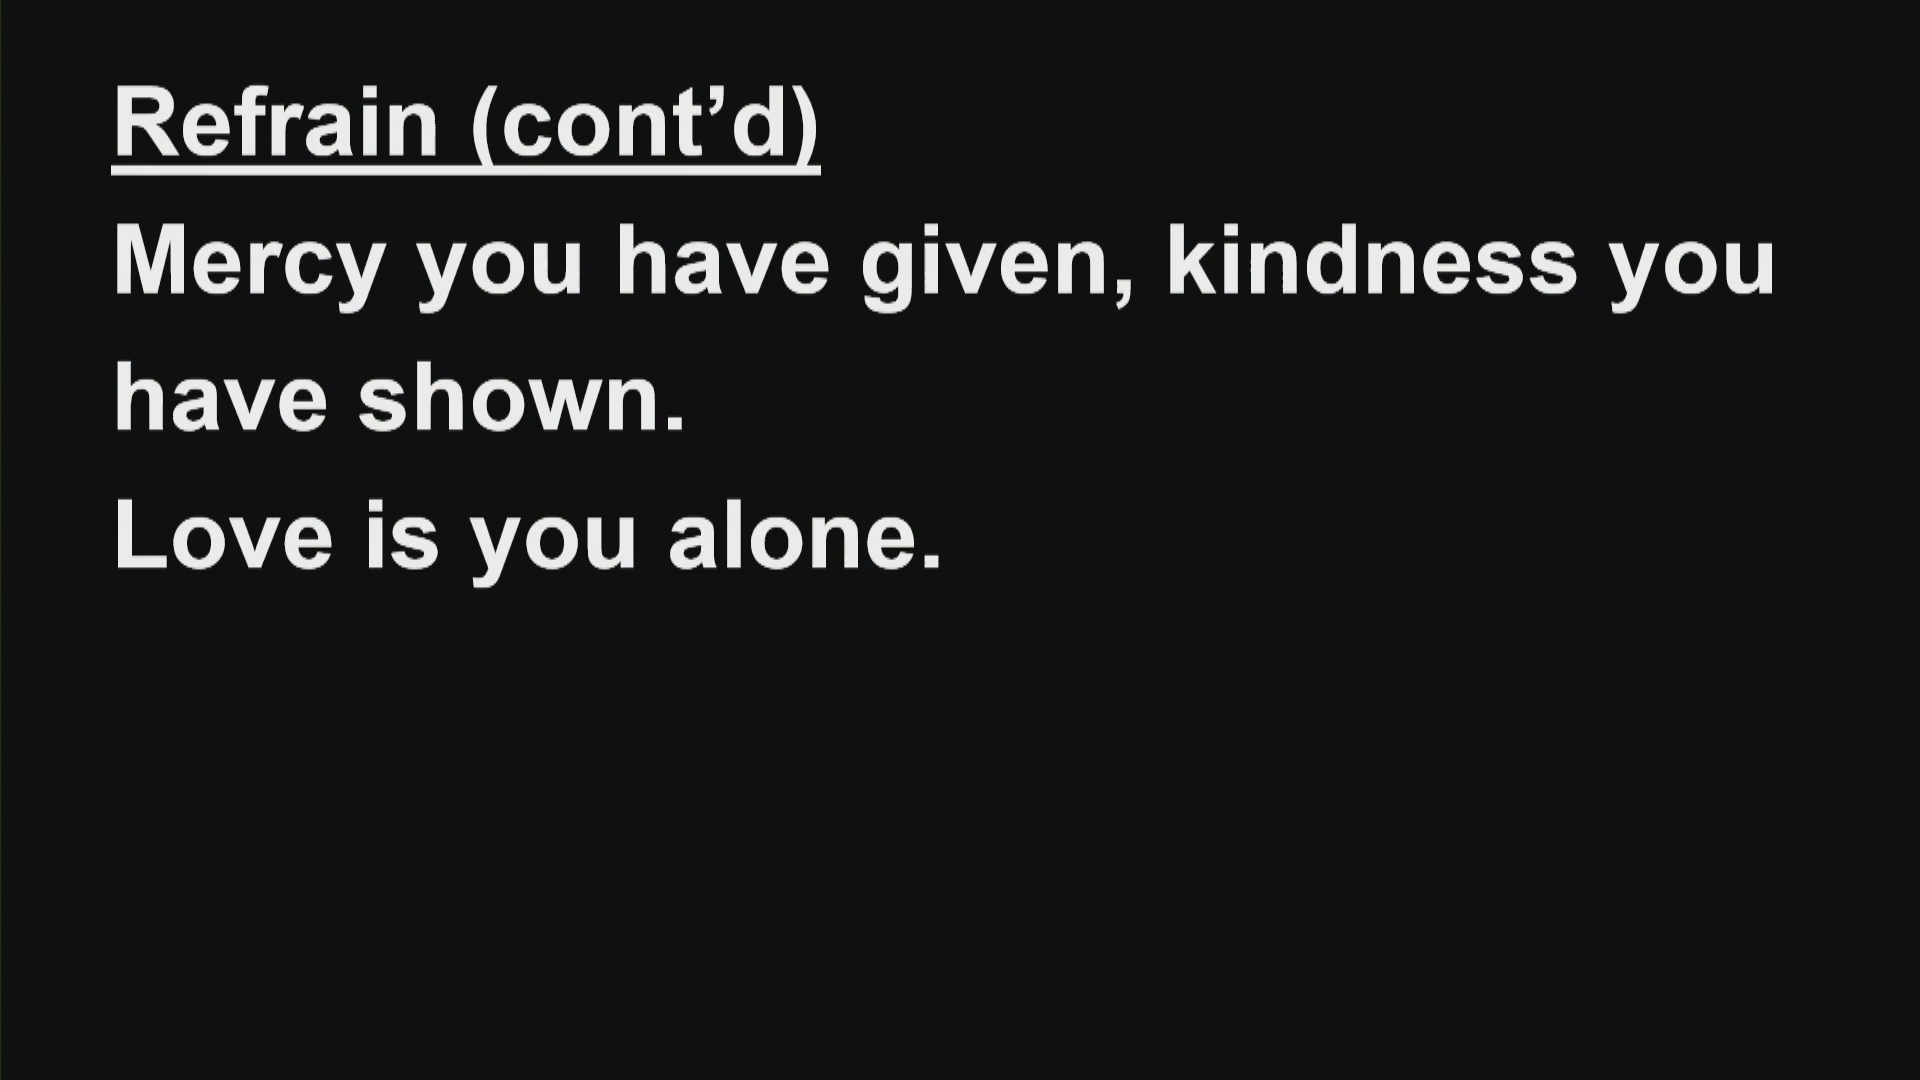 Refrain (cont’d)
Mercy you have given, kindness you
have shown.
Love is you alone.